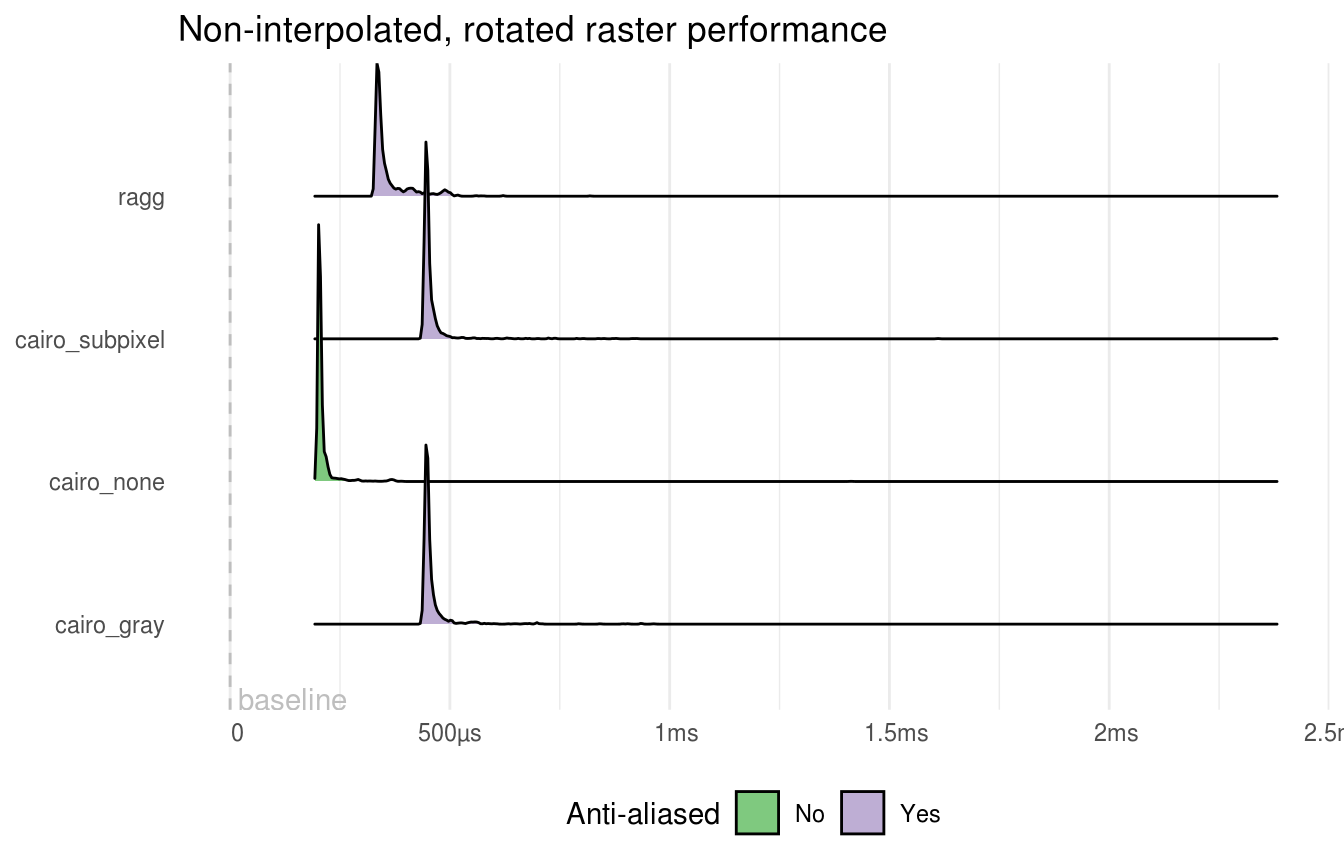 Non-interpolated, rotated raster performance
ragg
cairo_subpixel
cairo_none
cairo_gray
baseline
0 500µs 1ms 1.5ms 2ms
Anti-aliased No Yes